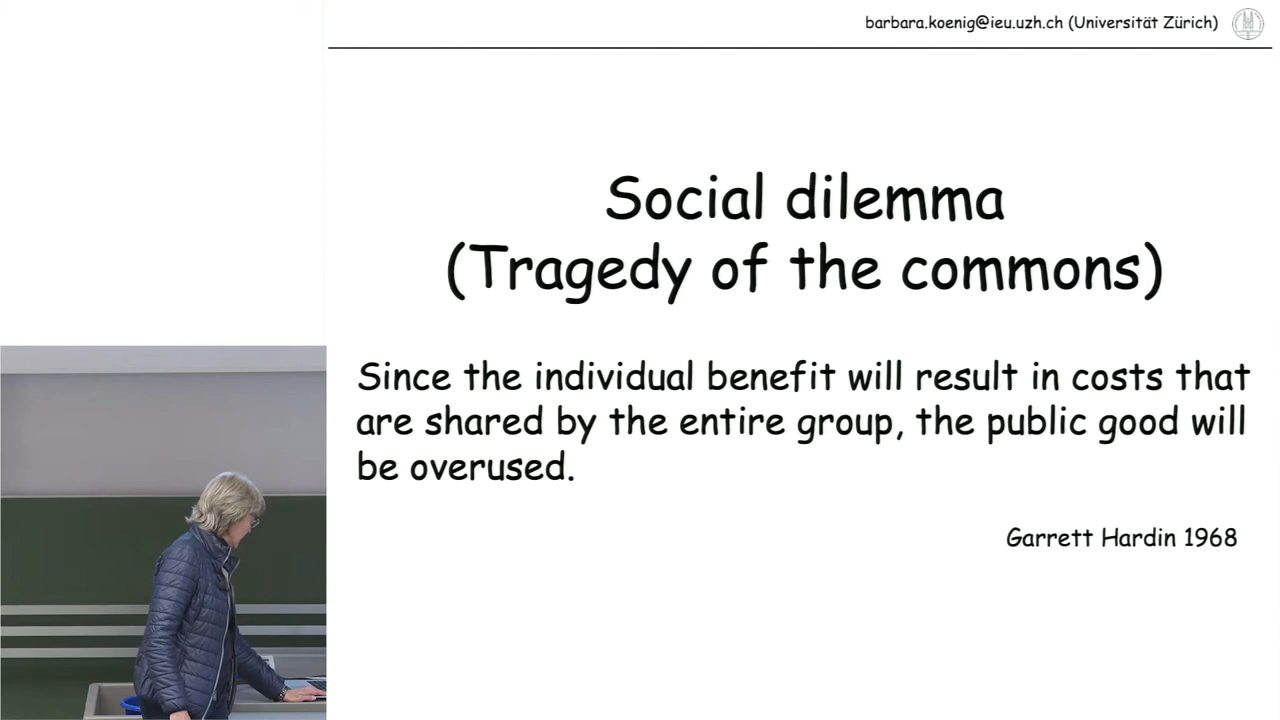 barbara.koenig@ieu.uzh.ch (Universität Zürich)
Social dilemma
(Tragedy of the commons)
Since the individual benefit will result in costs that
are shared by the entire group, the public good will
be overused.
Garrett Hardin 1968